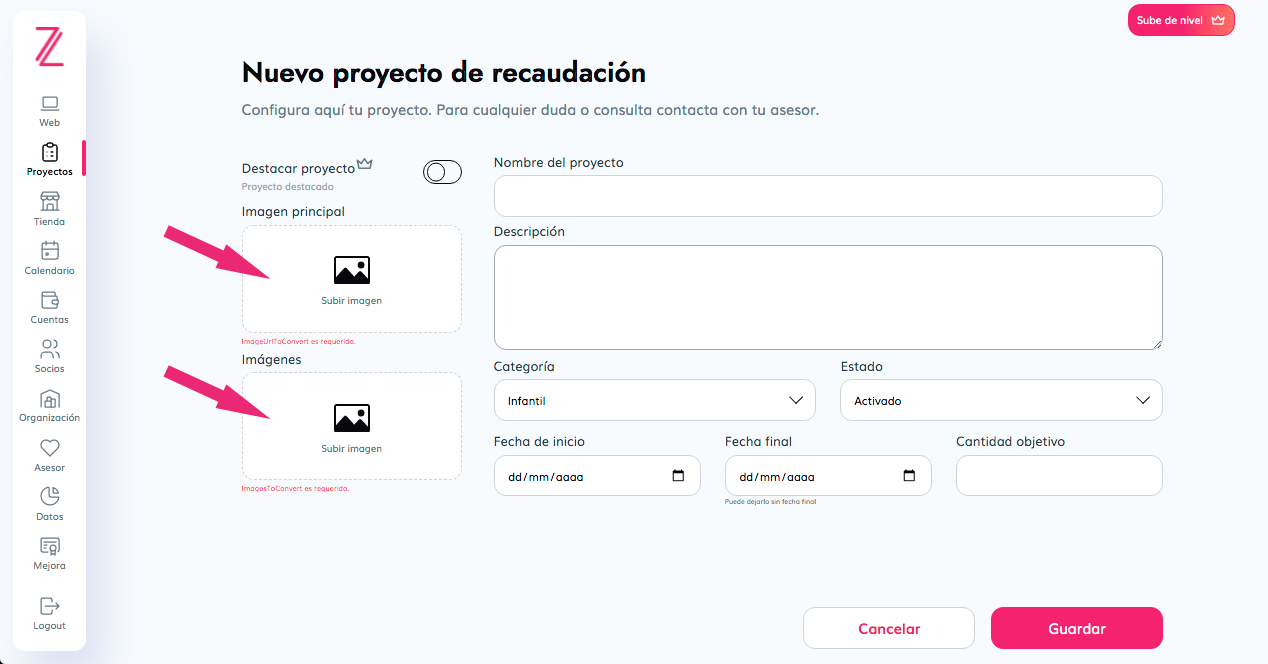 Sube de nivel
Nuevo proyecto de recaudación
Configura aquí tu proyecto. Para cualquier duda o consulta contacta con tu asesor.
Web
Proyectos
Tienda
Calendario
Cuentas
Socios
Organización
Asesor
Datos
Mejora
Logout
Destacar proyecto
Proyecto destacado
Imagen principal
Subir imagen
ImageUrlToConvert es requerido.
Imágenes
Subir imagen
ImagesToConvert es requerido.
Nombre del proyecto
Descripción
Categoría
Estado
Infantil
Activado
Fecha de inicio
Fecha final
Cantidad objetivo
dd/mm/aaaa
dd/mm/aaaa
Puede dejarlo sin fecha final
Cancelar
Guardar